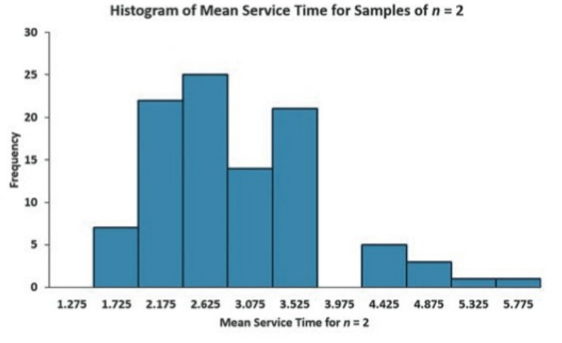 Histogram of Mean Service Time for Samples of n = 2
30
25
20
15
10
5
0
Frequency
1.275 1.725 2.175 2.625 3.075 3.525 3.975 4.425 4.875 5.325 5.775
Mean Service Time for n = 2